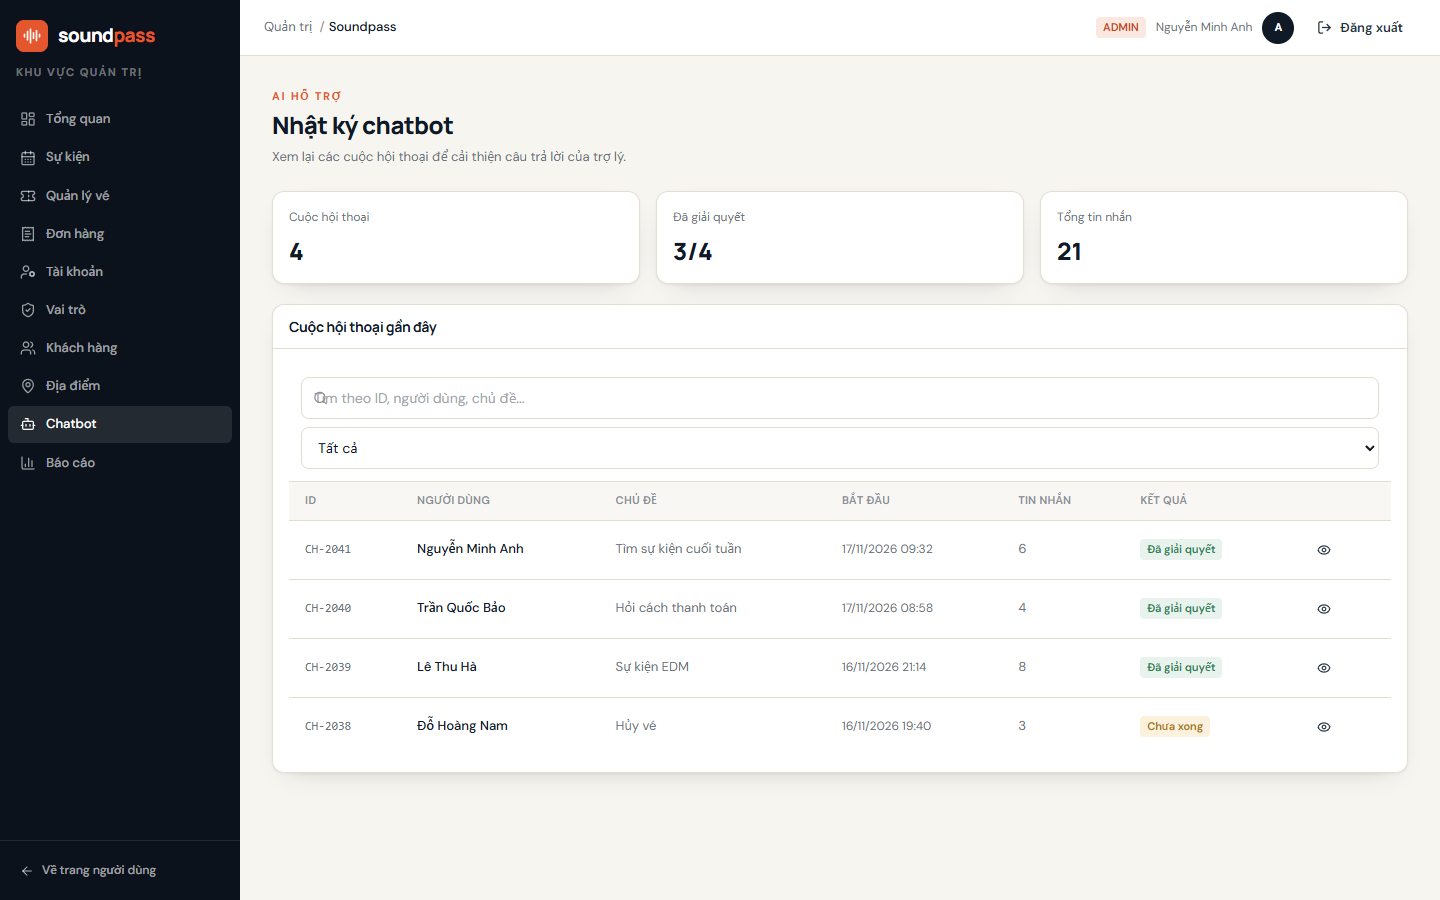 soundpass
KHU VỰC QUẢN TRỊ
Tổng quan
Sự kiện
Quản lý vé
Đơn hàng
Tài khoản
Vai trò
Khách hàng
Địa điểm
Chatbot
Báo cáo
Về trang người dùng
Quản trị / Soundpass
ADMIN Nguyễn Minh Anh A Đăng xuất
AI HỖ TRỢ
Nhật ký chatbot
Xem lại các cuộc hội thoại để cải thiện câu trả lời của trợ lý.
Cuộc hội thoại
4
Đã giải quyết
3/4
Tổng tin nhắn
21
Cuộc hội thoại gần đây
Tìm theo ID, người dùng, chủ đề...
Tất cả
ID NGƯỜI DÙNG CHỦ ĐỀ BẮT ĐẦU TIN NHẮN KẾT QUẢ
CH-2041 Nguyễn Minh Anh Tìm sự kiện cuối tuần 17/11/2026 09:32 6 Đã giải quyết
CH-2040 Trần Quốc Bảo Hỏi cách thanh toán 17/11/2026 08:58 4 Đã giải quyết
CH-2039 Lê Thu Hà Sự kiện EDM 16/11/2026 21:14 8 Đã giải quyết
CH-2038 Đỗ Hoàng Nam Hủy vé 16/11/2026 19:40 3 Chưa xong